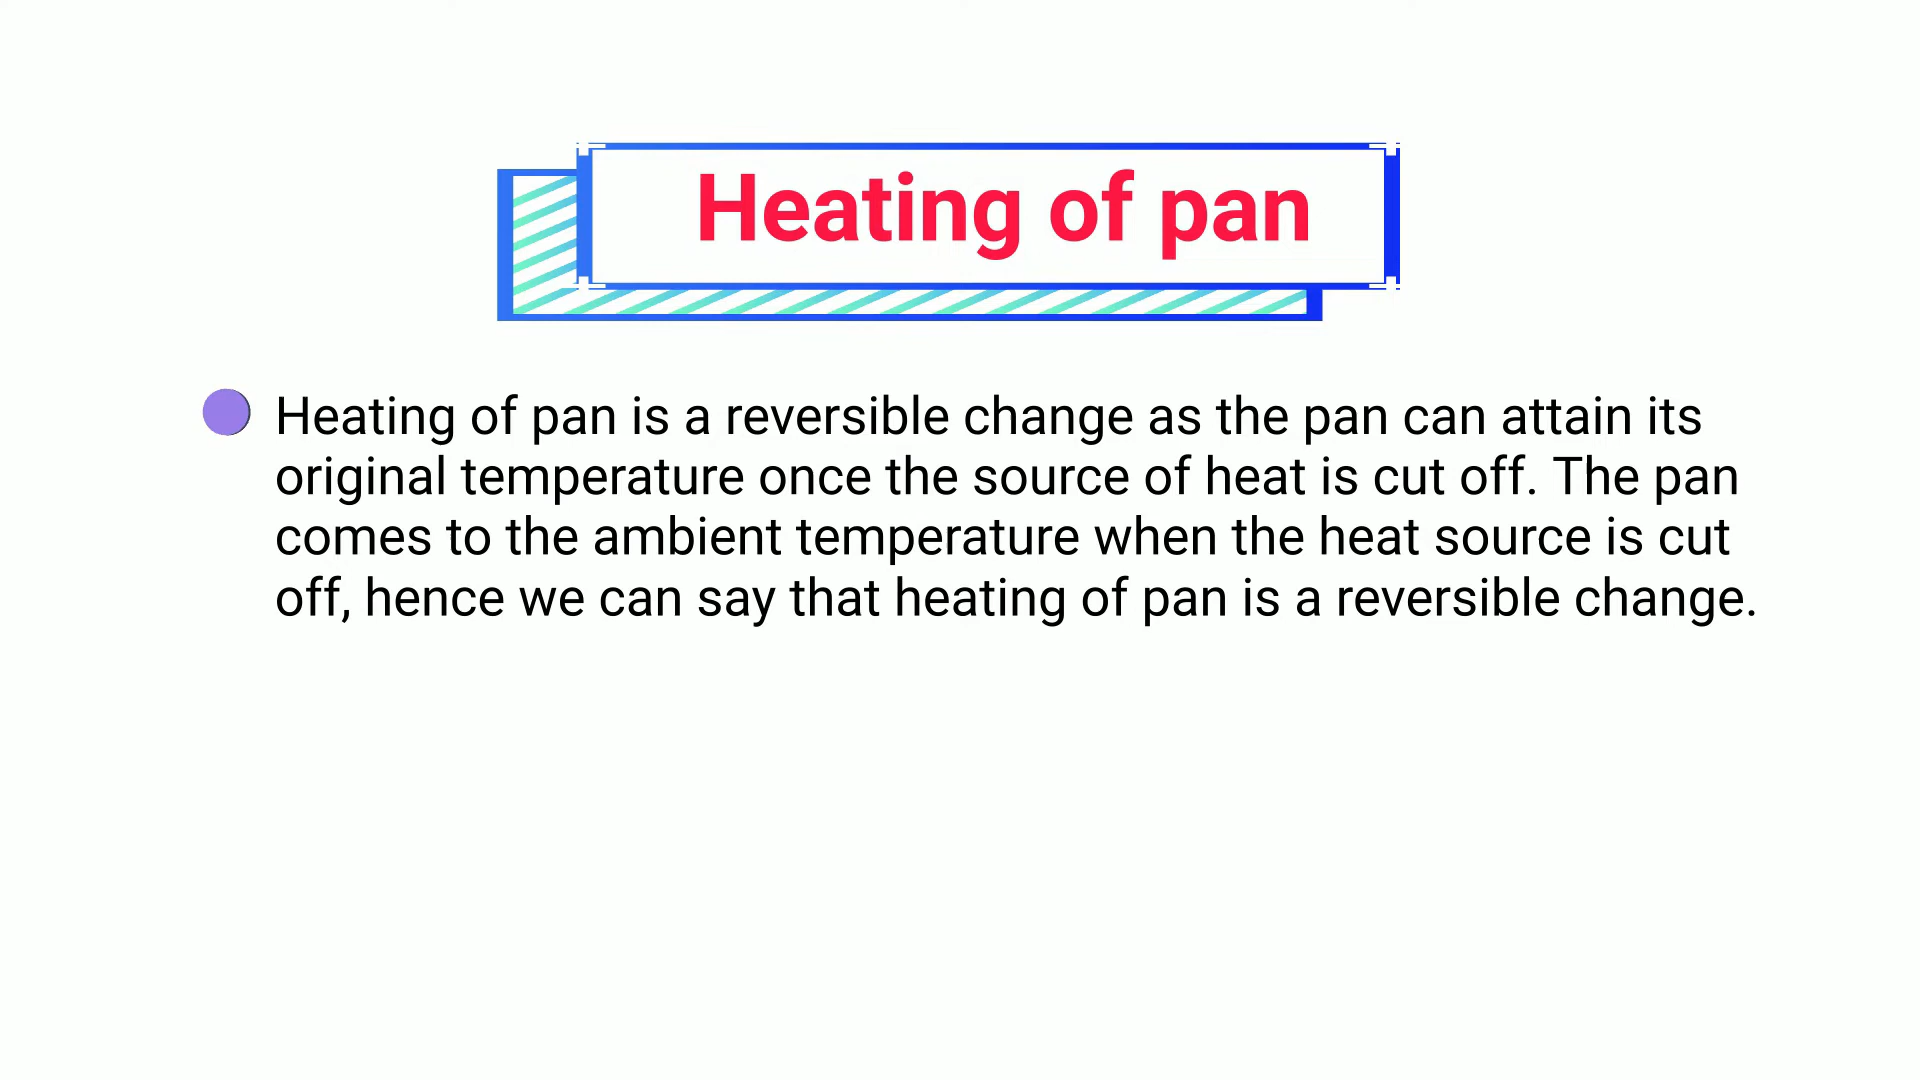 Heating of pan
Heating of pan is a reversible change as the pan can attain its
original temperature once the source of heat is cut off. The pan
comes to the ambient temperature when the heat source is cut
off, hence we can say that heating of pan is a reversible change.